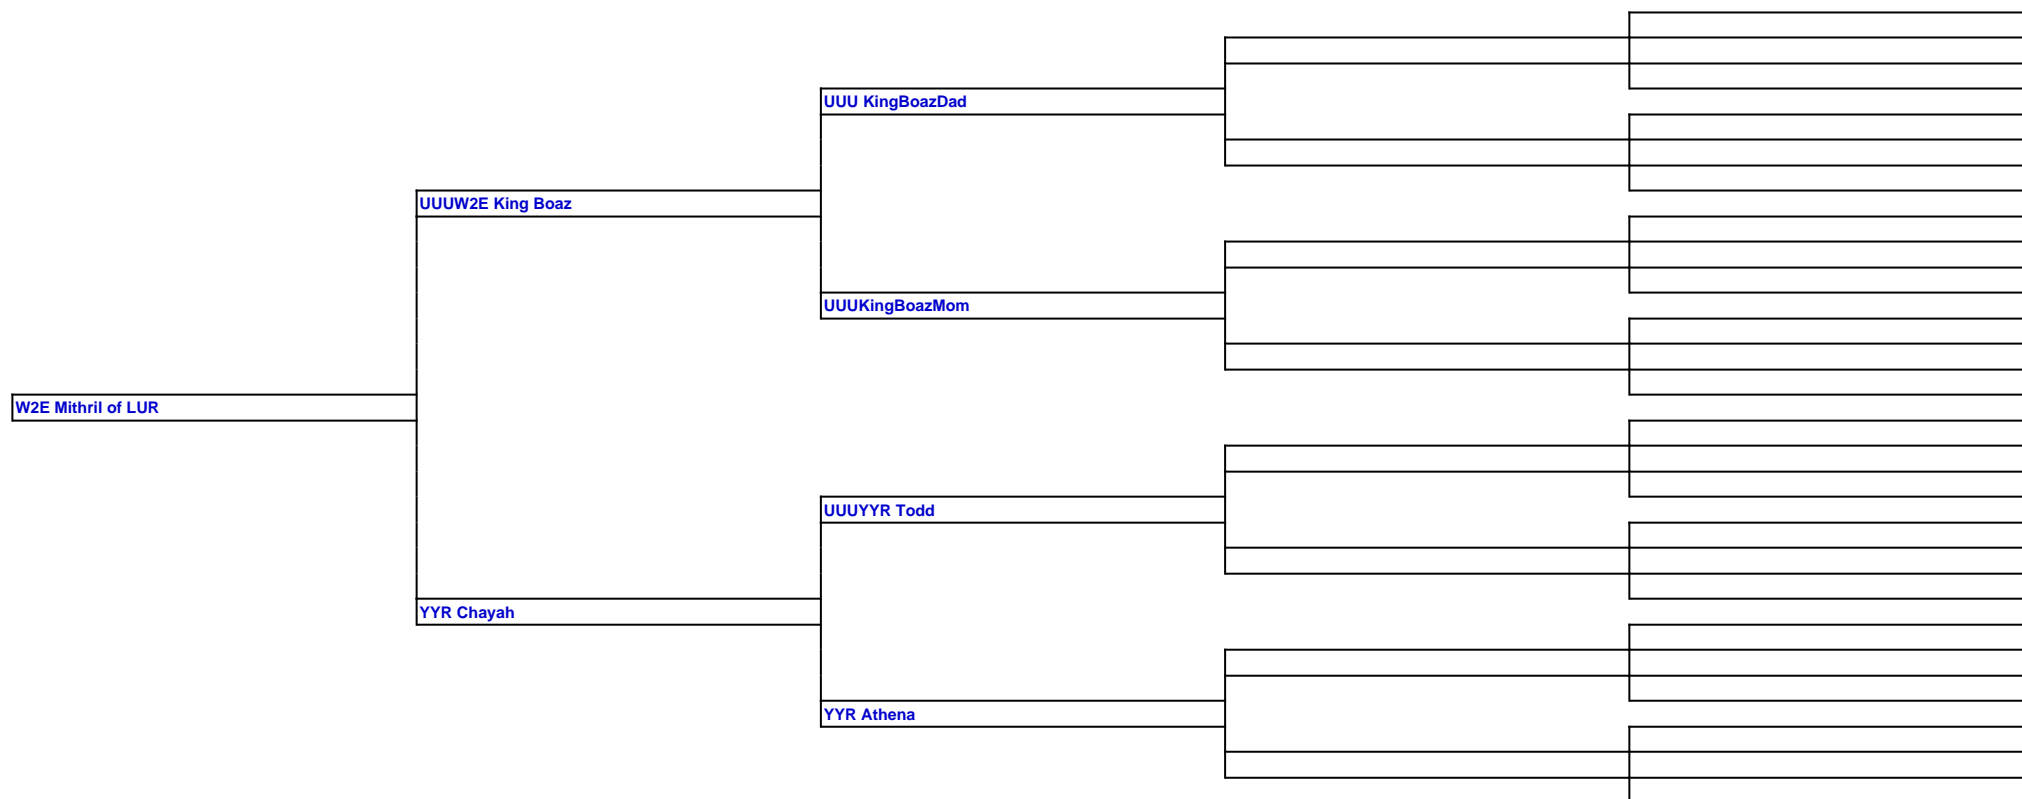 UUU KingBoazDad
UUUW2E King Boaz
UUUKingBoazMom
W2E Mithril of LUR
UUUYYR Todd
YYR Chayah
YYR Athena